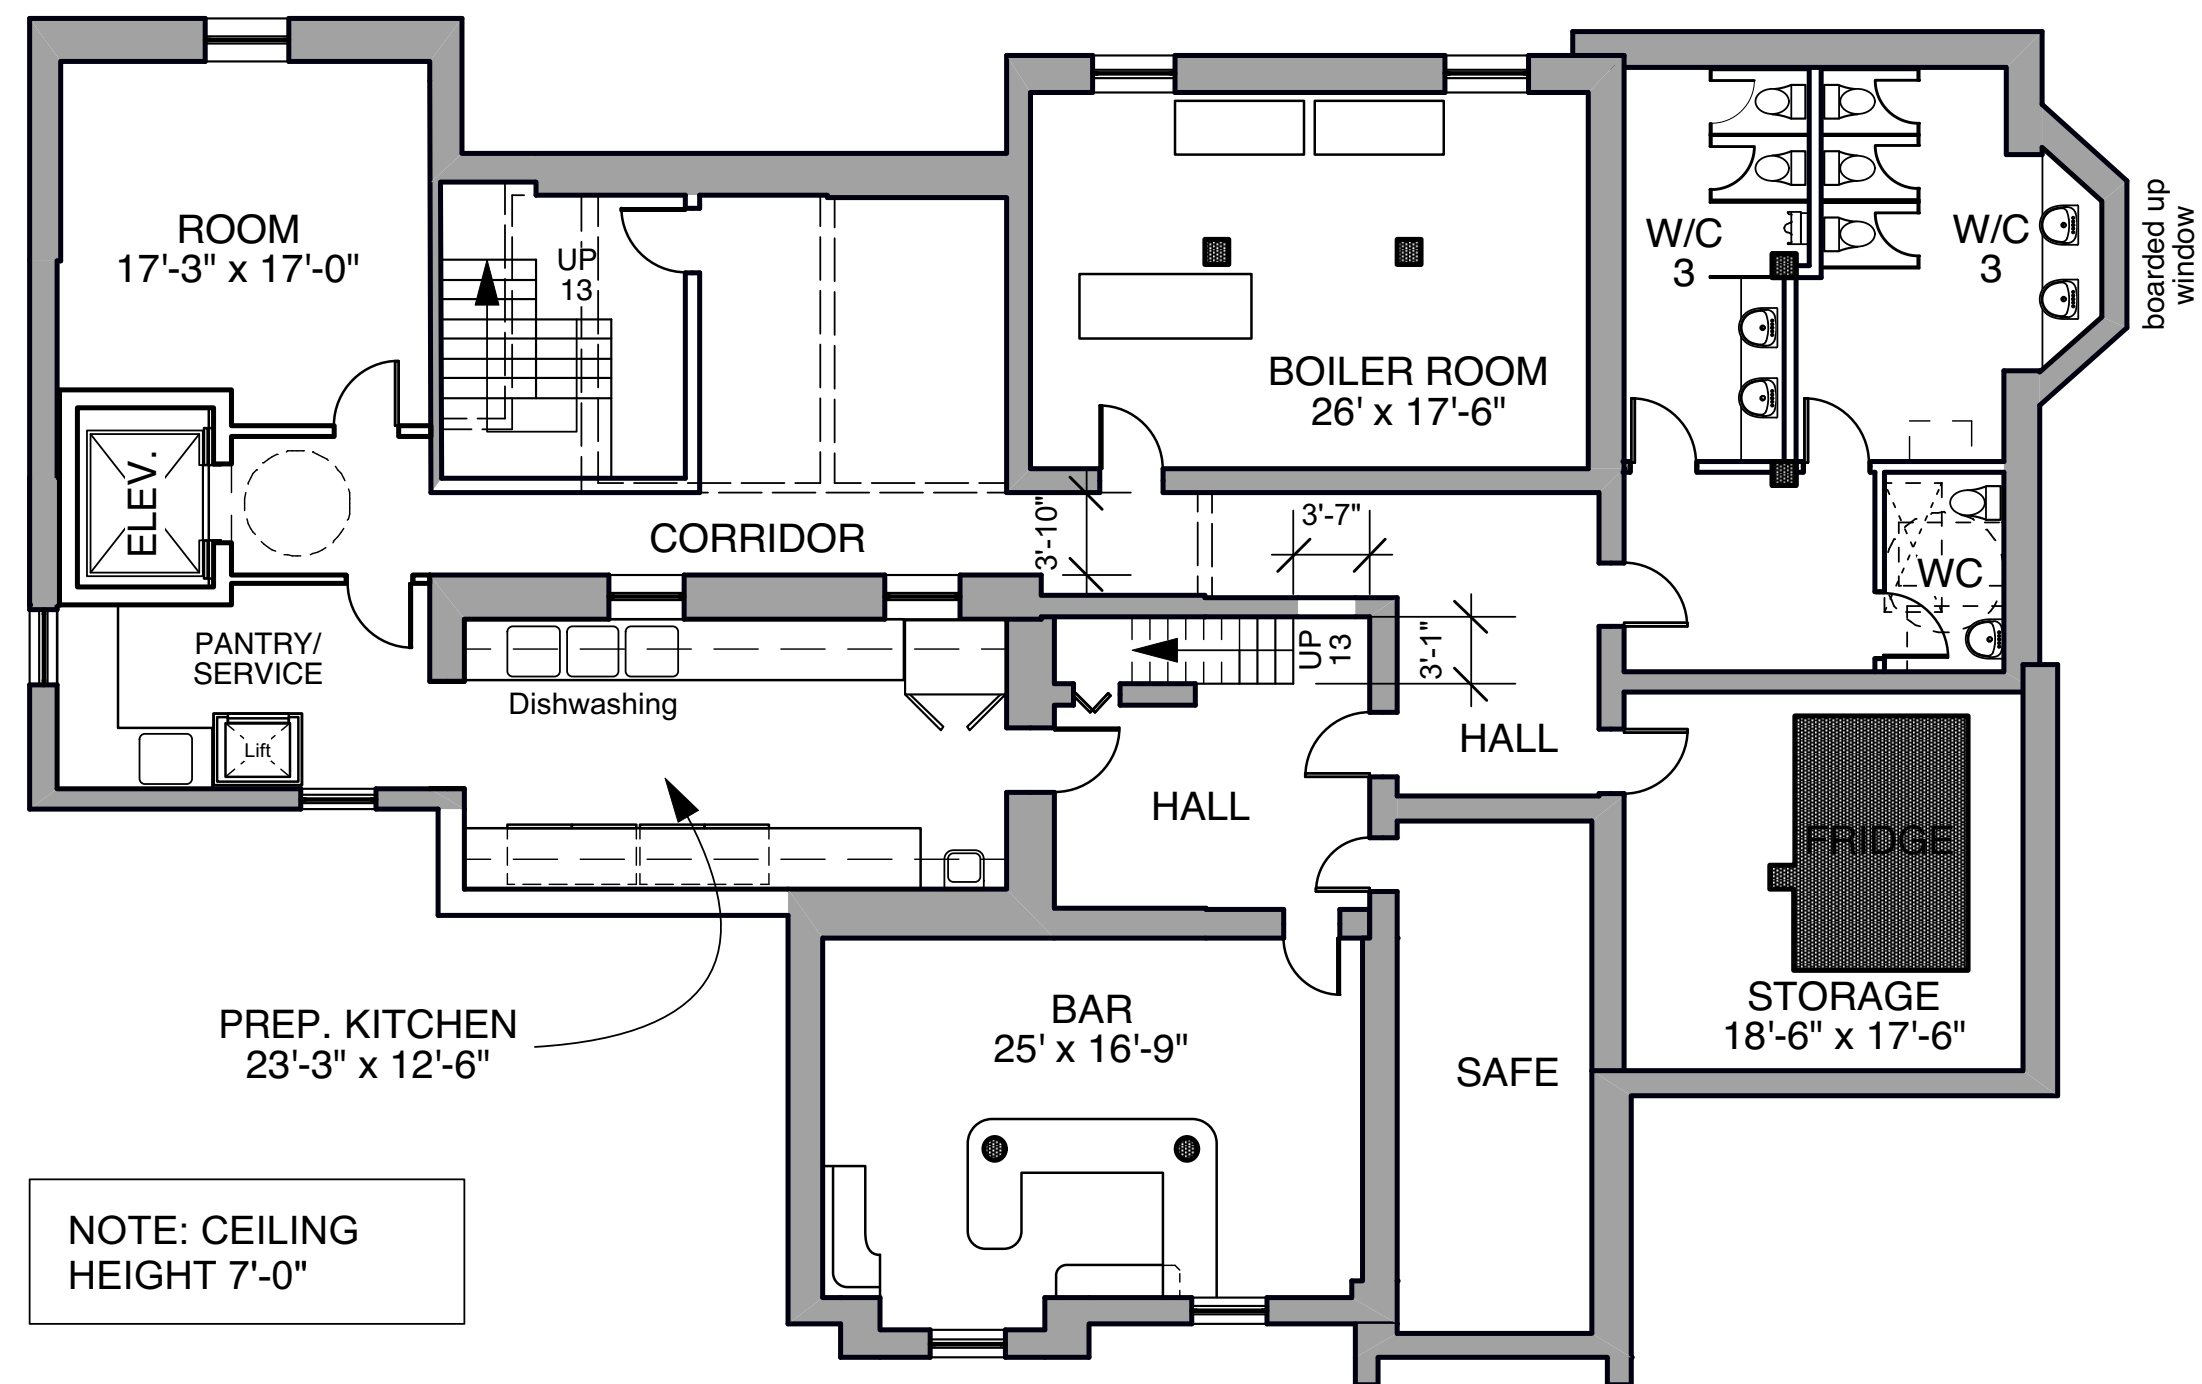 ROOM
17'-3" x 17'-0"
UP
13
BOILER ROOM
26' x 17'-6"
W/C
3
W/C
3
boarded up
window
ELEV.
CORRIDOR
3'-10"
3'-7"
WC
PANTRY/
SERVICE
UP
13
3'-1"
Dishwashing
Lift
HALL
HALL
FRIDGE
STORAGE
18'-6" x 17'-6"
PREP. KITCHEN
23'-3" x 12'-6"
BAR
25' x 16'-9"
SAFE
NOTE: CEILING
HEIGHT 7'-0"